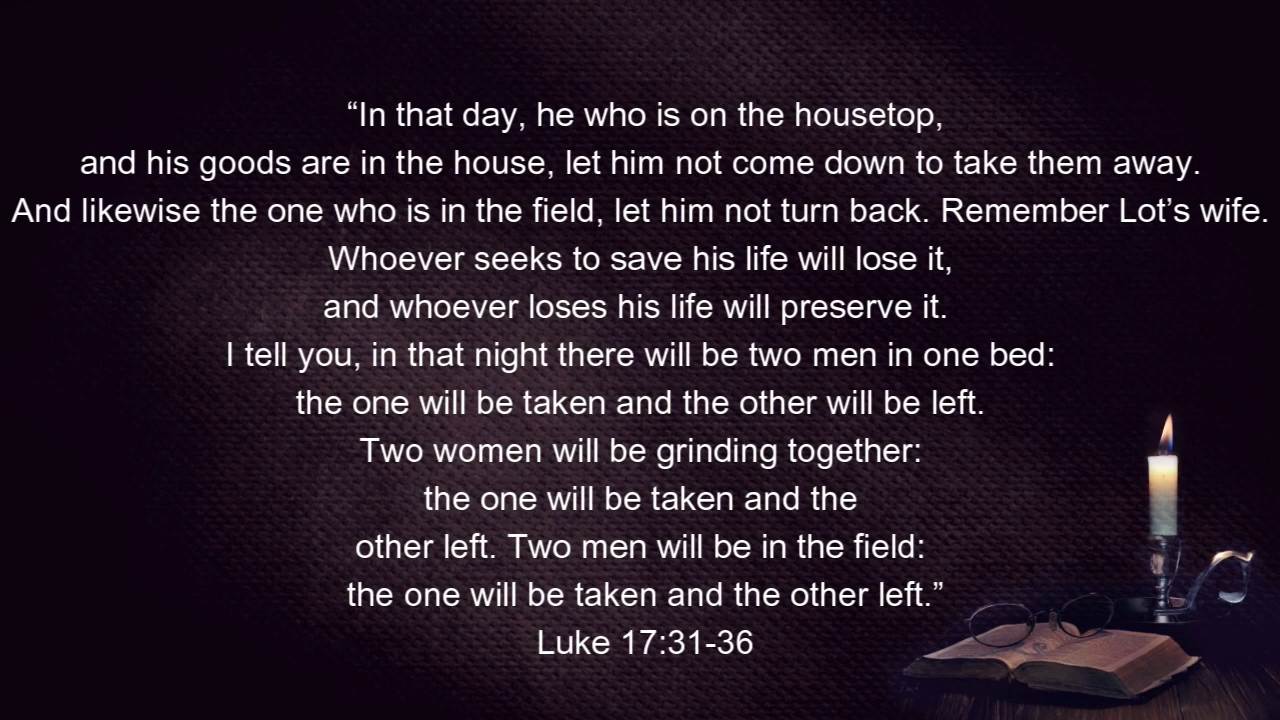 “In that day, he who is on the housetop,
and his goods are in the house, let him not come down to take them away.
And likewise the one who is in the field, let him not turn back. Remember Lot’s wife.
Whoever seeks to save his life will lose it,
and whoever loses his life will preserve it.
I tell you, in that night there will be two men in one bed:
the one will be taken and the other will be left.
Two women will be grinding together:
the one will be taken and the
other left. Two men will be in the field:
the one will be taken and the other left.”
Luke 17:31-36